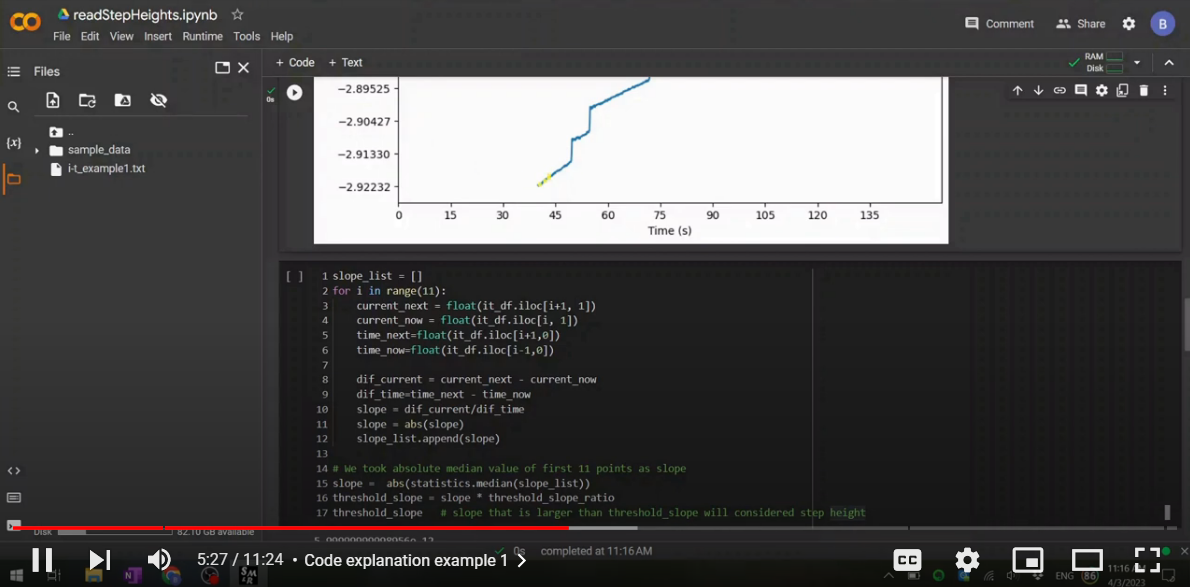 readStepHeights.ipynb
File Edit View Insert Runtime Tools Help
Comment Share B
Files
+ Code + Text
RAM
Disk
..
sample_data
i-t_example1.txt
{x}
0s
−2.89525
−2.90427
−2.91330
−2.92232
0 15 30 45 60 75 90 105 120 135
Time (s)
[ ]
1 slope_list = []
2 for i in range(11):
3 current_next = float(it_df.iloc[i+1, 1])
4 current_now = float(it_df.iloc[i, 1])
5 time_next=float(it_df.iloc[i+1,0])
6 time_now=float(it_df.iloc[i-1,0])
7
8 dif_current = current_next - current_now
9 dif_time=time_next - time_now
10 slope = dif_current/dif_time
11 slope = abs(slope)
12 slope_list.append(slope)
13
14 # We took absolute median value of first 11 points as slope
15 slope = abs(statistics.median(slope_list))
16 threshold_slope = slope * threshold_slope_ratio
17 threshold_slope # slope that is larger than threshold_slope will considered step height
Disk 82.10 GB available
0s completed at 11:16 AM
5:27 / 11:24 • Code explanation example 1
CC
ENG 86 11:16
4/3/2023